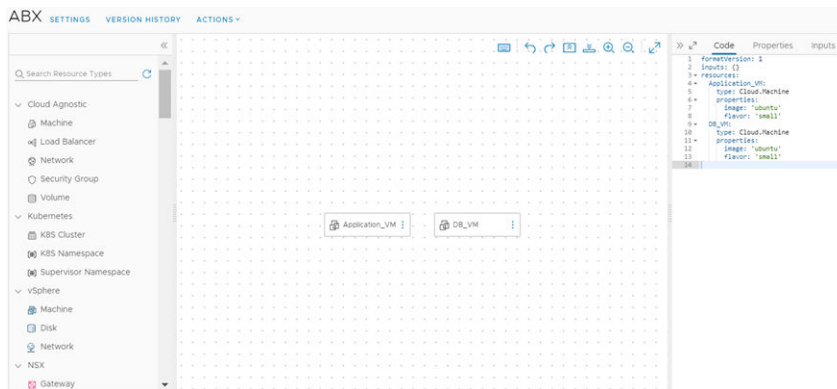 ABX SETTINGS VERSION HISTORY ACTIONS
Search Resource Types
Cloud Agnostic
Machine
Load Balancer
Network
Security Group
Volume
Kubernetes
K8S Cluster
K8S Namespace
Supervisor Namespace
vSphere
Machine
Disk
Network
NSX
Gateway
Application_VM
DB_VM
Code Properties Inputs
1 formatVersion: 1
2 inputs: {}
3 resources:
4 Application_VM:
5 type: Cloud.Machine
6 properties:
7 image: 'ubuntu'
8 flavor: 'small'
9 DB_VM:
10 type: Cloud.Machine
11 properties:
12 image: 'ubuntu'
13 flavor: 'small'
14